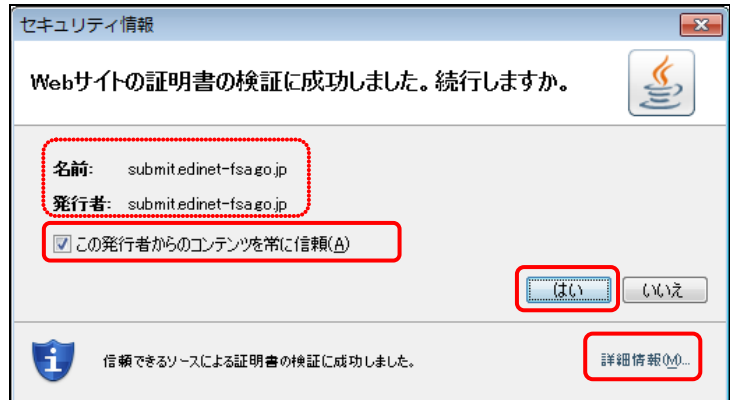 セキュリティ情報
Webサイトの証明書の検証に成功しました。続行しますか。
名前: submit.edinet-fsa.go.jp
発行者: submit.edinet-fsa.go.jp
この発行者からのコンテンツを常に信頼(A)
はい いいえ
信頼できるソースによる証明書の検証に成功しました。 詳細情報(M)...